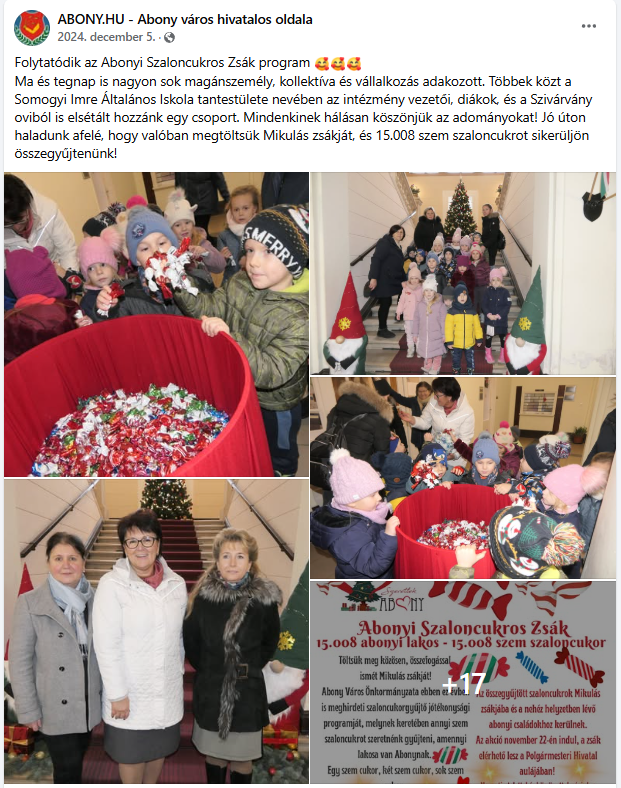 ABONY.HU - Abony város hivatalos oldala
2024. december 5. ·
Folytatódik az Abonyi Szaloncukros Zsák program 🥰🥰🥰
Ma és tegnap is nagyon sok magánszemély, kollektíva és vállalkozás adakozott. Többek közt a
Somogyi Imre Általános Iskola tantestülete nevében az intézmény vezetői, diákok, és a Szivárvány
oviból is elsétált hozzánk egy csoport. Mindenkinek hálásan köszönjük az adományokat! Jó úton
haladunk afelé, hogy valóban megtöltsük Mikulás zsákját, és 15.008 szem szaloncukrot sikerüljön
összegyűjtenünk!
MERRY
ABONY
Abonyi Szaloncukros Zsák
15.008 abonyi lakos - 15.008 szem szaloncukor
Töltsük meg közösen, összefogással
ismét Mikulás zsákját!
Abony Város Önkormányzata ebben az évben
is meghirdeti szaloncukorgyűjtő jótékonysági
programját, melynek keretében annyi szem
szaloncukrot szeretnénk gyűjteni, amennyi
lakosa van Abonynak.
Egy szem cukor, két szem cukor, sok szem
+17
Az összegyűjtött szaloncukrok Mikulás
zsákjába és a nehéz helyzetben lévő
abonyi családokhoz kerülnek.
Az akció november 22-én indul, a zsák
elérhető lesz a Polgármesteri Hivatal
aulájában!